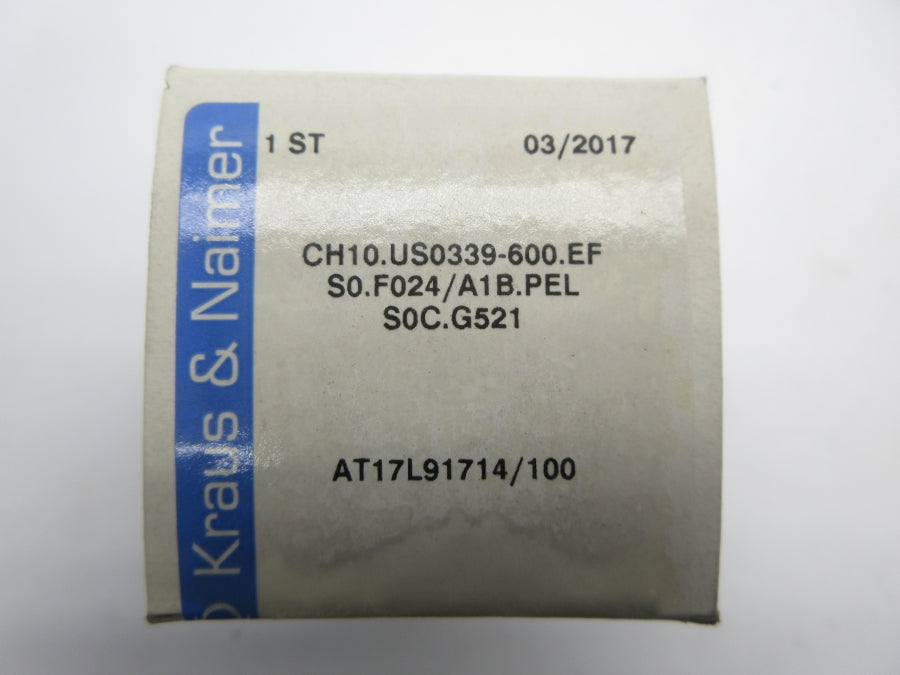 1 ST 03/2017
CH10.US0339-600.EF
S0.F024/A1B.PEL
S0C.G521
AT17L91714/100
Kraus & Naimer